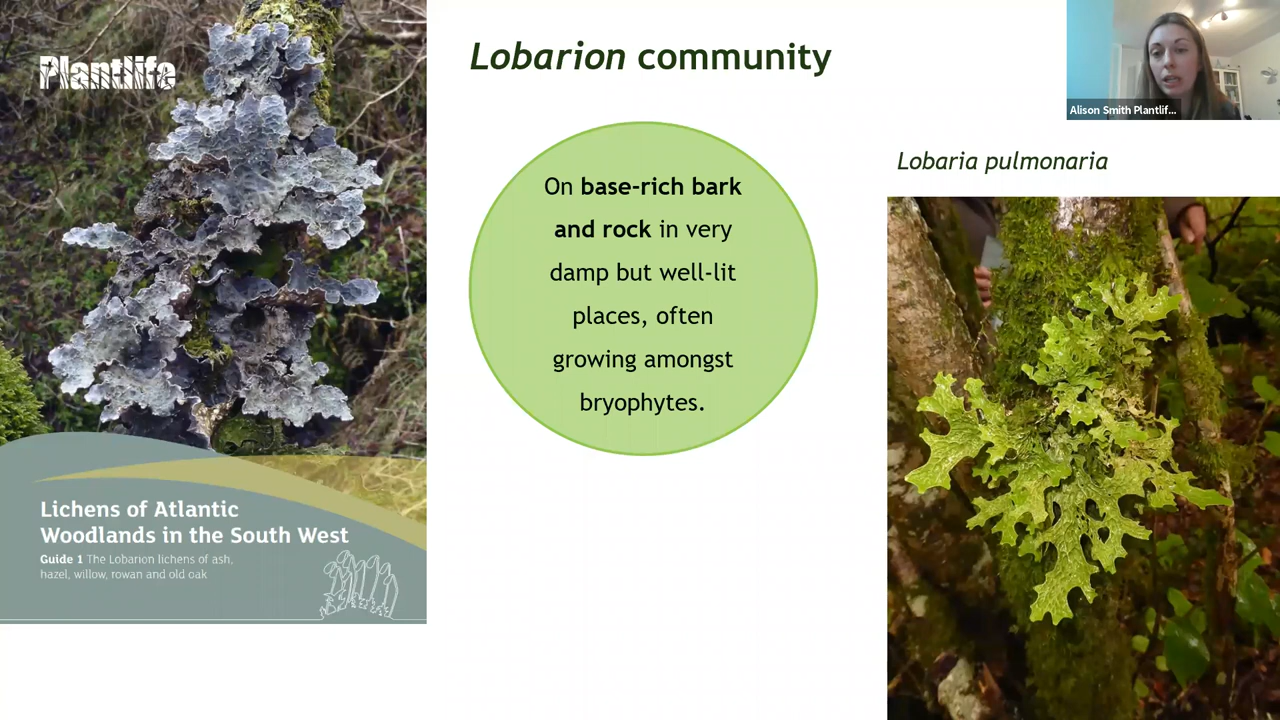 Plantlife
Lichens of Atlantic
Woodlands in the South West
Guide 1 The Lobarion lichens of ash,
hazel, willow, rowan and old oak
Lobarion community
On base-rich bark
and rock in very
damp but well-lit
places, often
growing amongst
bryophytes.
Alison Smith Plantlif...
Lobaria pulmonaria